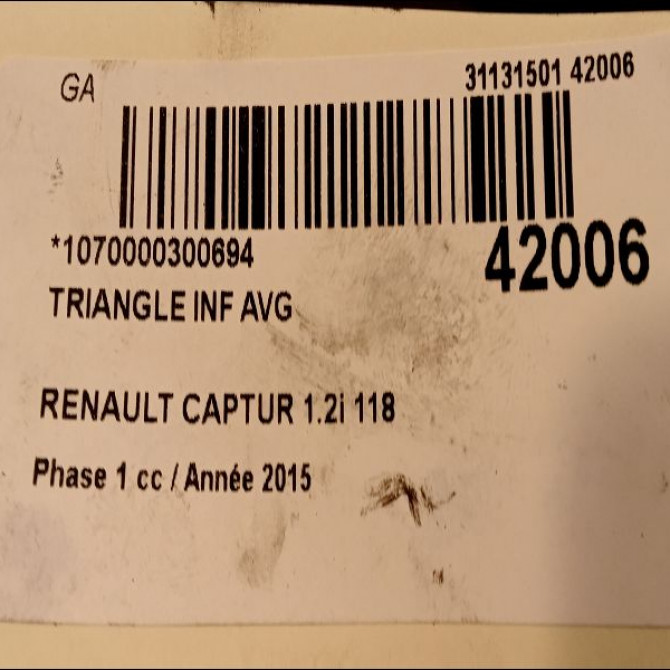 GA
31131501 42006
*1070000300694
42006
TRIANGLE INF AVG
RENAULT CAPTUR 1.2i 118
Phase 1 cc / Année 2015